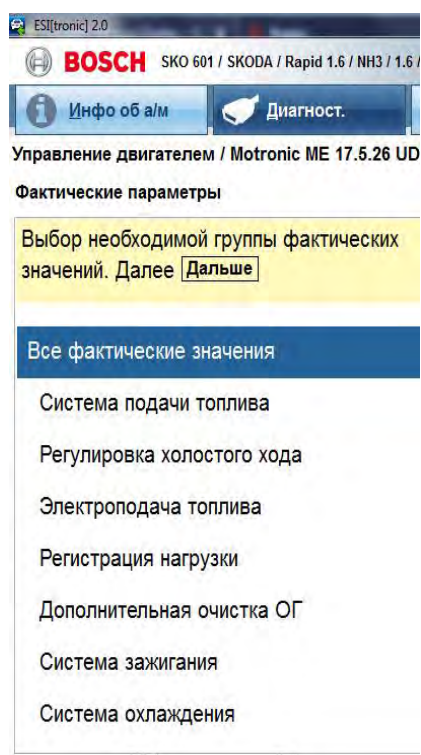 ESI[tronic] 2.0
BOSCH SKO 601 / SKODA / Rapid 1.6 / NH3 / 1.6 /
Инфо об а/м Диагност.
Управление двигателем / Motronic ME 17.5.26 UD
Фактические параметры
Выбор необходимой группы фактических
значений. Далее Дальше
Все фактические значения
Система подачи топлива
Регулировка холостого хода
Электроподача топлива
Регистрация нагрузки
Дополнительная очистка ОГ
Система зажигания
Система охлаждения